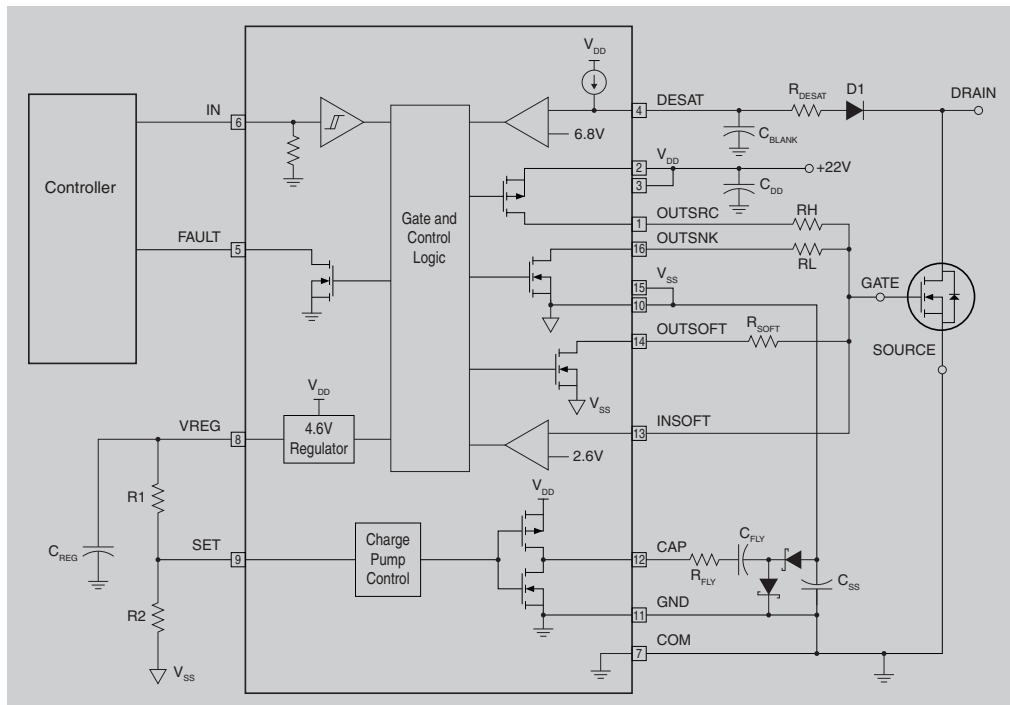 V_DD
IN
6
4
DESAT
R_DESAT
D1
DRAIN
6.8V
C_BLANK
Controller
2
V_DD
+22V
3
C_DD
Gate and
Control
Logic
1
OUTSRC
RH
FAULT
5
16
OUTSNK
RL
15
V_SS
10
GATE
14
OUTSOFT
R_SOFT
SOURCE
V_DD
V_SS
VREG
8
4.6V
Regulator
13
INSOFT
2.6V
R1
V_DD
C_REG
SET
9
Charge
Pump
Control
12
CAP
R_FLY
C_FLY
C_SS
R2
11
GND
V_SS
7
COM